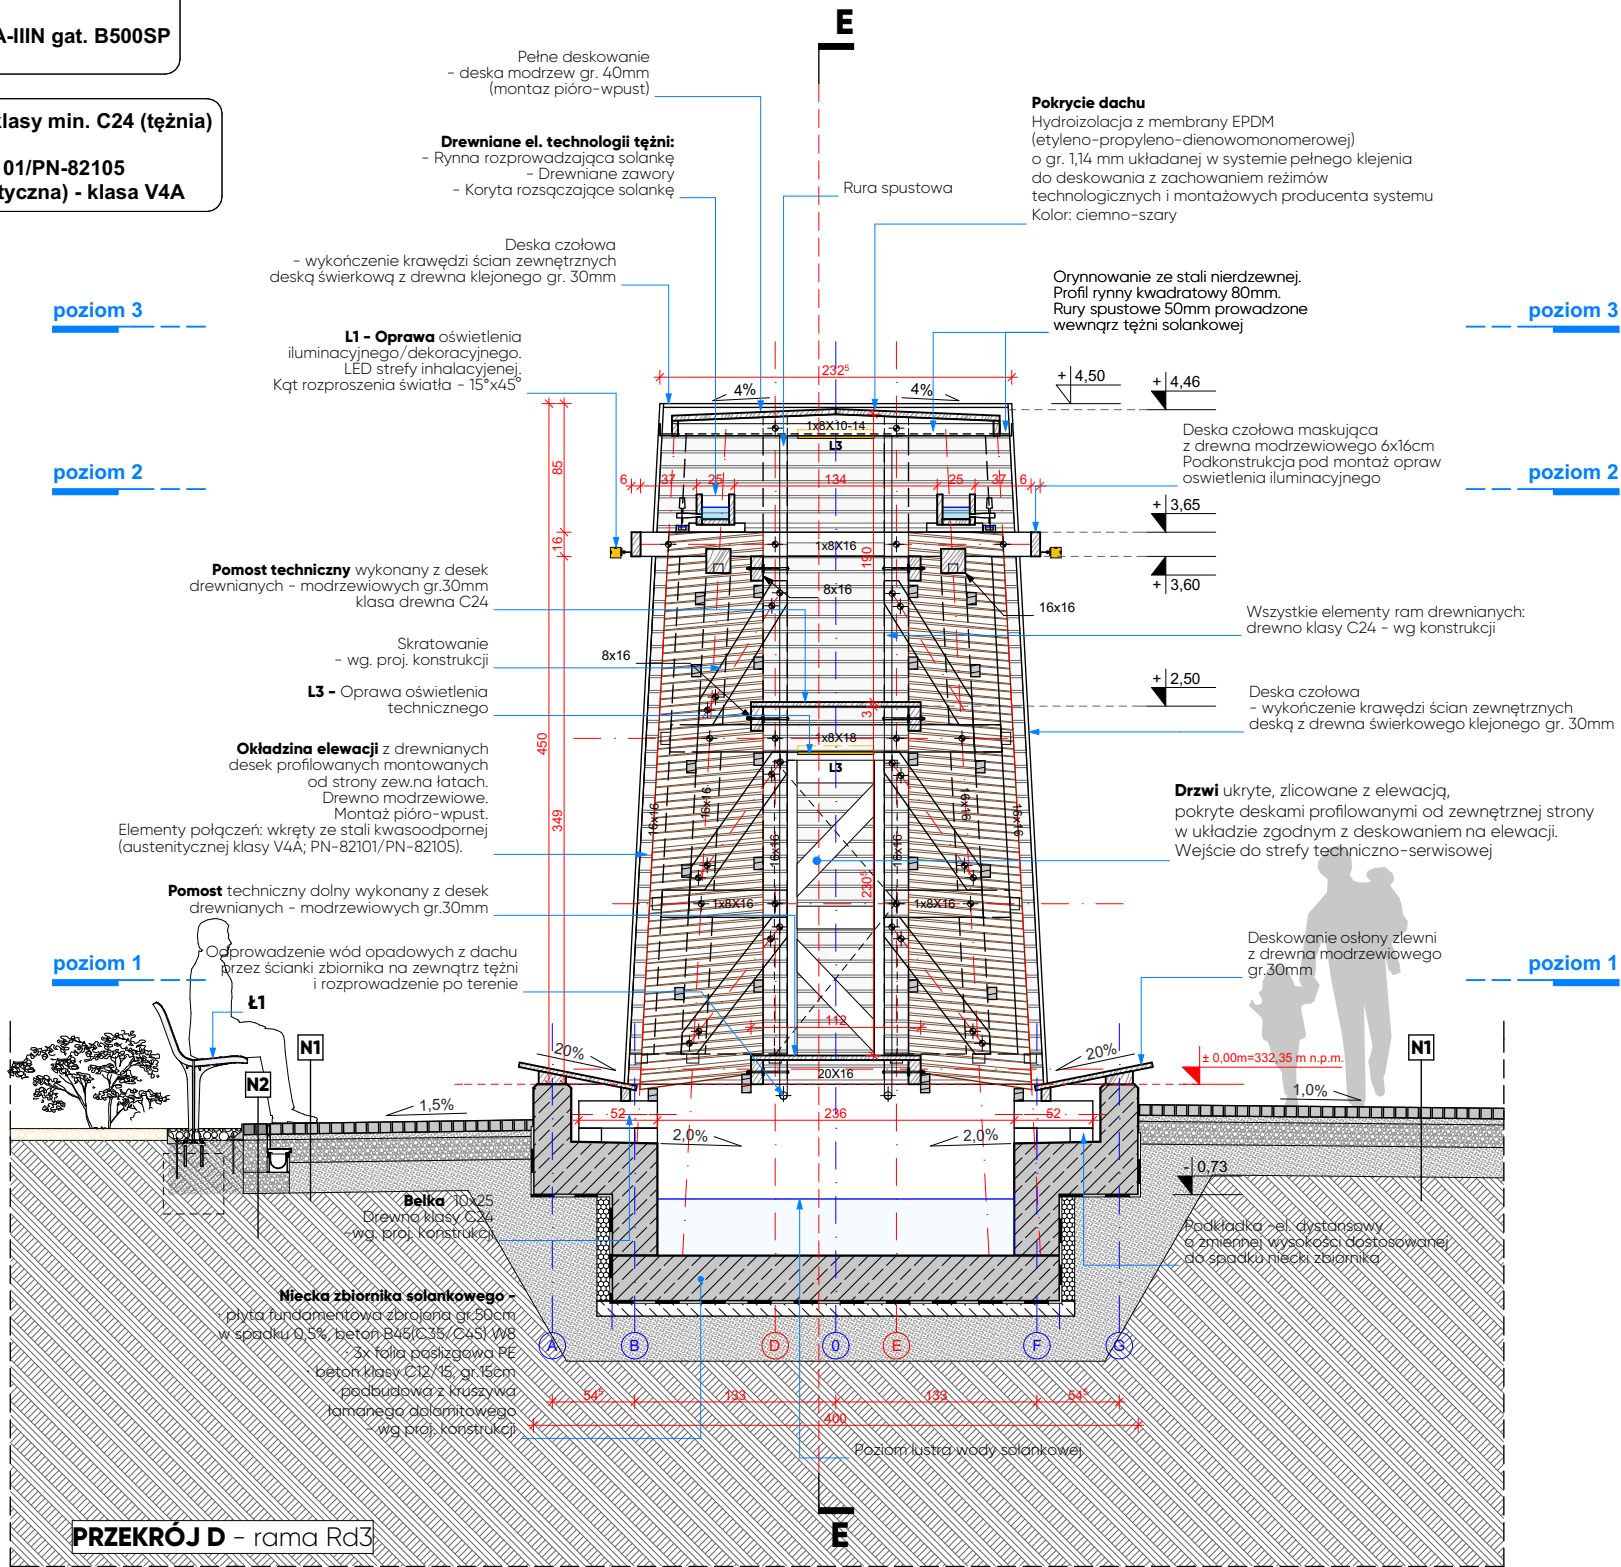 A-IIIN gat. B500SP
klasy min. C24 (tężnia)
01/PN-82105
tyczna) - klasa V4A
E
Pełne deskowanie
- deska modrzew gr. 40mm
(montaz pióro-wpust)
Drewniane el. technologii tężni:
- Rynna rozprowadzająca solankę
- Drewniane zawory
- Koryta rozsączające solankę
Rura spustowa
Pokrycie dachu
Hydroizolacja z membrany EPDM
(etyleno-propyleno-dienowomonomerowej)
o gr. 1,14 mm układanej w systemie pełnego klejenia
do deskowania z zachowaniem reżimów
technologicznych i montażowych producenta systemu
Kolor: ciemno-szary
Deska czołowa
- wykończenie krawędzi ścian zewnętrznych
deską świerkową z drewna klejonego gr. 30mm
Orynnowanie ze stali nierdzewnej.
Profil rynny kwadratowy 80mm.
Rury spustowe 50mm prowadzone
wewnąrz tężni solankowej
poziom 3
poziom 3
L1 - Oprawa oświetlenia
iluminacyjnego/dekoracyjnego.
LED strefy inhalacyjenej.
Kąt rozproszenia światła - 15°x45°
232⁵
4%
4%
+ 4,50
+ 4,46
1x8X10-14
L3
Deska czołowa maskująca
z drewna modrzewiowego 6x16cm
Podkonstrukcja pod montaż opraw
oswietlenia iluminacyjnego
poziom 2
poziom 2
85
6
37
25
134
25
37
6
+ 3,65
16
1x8X16
190
+ 3,60
Pomost techniczny wykonany z desek
drewnianych - modrzewiowych gr.30mm
klasa drewna C24
8x16
16x16
Wszystkie elementy ram drewnianych:
drewno klasy C24 - wg konstrukcji
Skratowanie
- wg. proj. konstrukcji
8x16
L3 - Oprawa oświetlenia
technicznego
+ 2,50
Deska czołowa
- wykończenie krawędzi ścian zewnętrznych
deską z drewna świerkowego klejonego gr. 30mm
3
1x8X18
L3
450
349
Okładzina elewacji z drewnianych
desek profilowanych montowanych
od strony zew.na łatach.
Drewno modrzewiowe.
Montaż pióro-wpust.
Elementy połączeń: wkręty ze stali kwasoodpornej
(austenitycznej klasy V4A; PN-82101/PN-82105).
16x16
16x16
16x16
16x16
16x16
16x16
Drzwi ukryte, zlicowane z elewacją,
pokryte deskami profilowanymi od zewnętrznej strony
w układzie zgodnym z deskowaniem na elewacji.
Wejście do strefy techniczno-serwisowej
230⁵
Pomost techniczny dolny wykonany z desek
drewnianych - modrzewiowych gr.30mm
1x8X16
1x8X16
Odprowadzenie wód opadowych z dachu
przez ścianki zbiornika na zewnątrz tężni
i rozprowadzenie po terenie
Deskowanie osłony zlewni
z drewna modrzewiowego
gr.30mm
poziom 1
poziom 1
Ł1
N1
N2
N1
112
20%
20%
20X16
± 0,00m=332,35 m n.p.m.
1,5%
1,0%
52
236
52
2,0%
2,0%
- 0,73
Belka 10x25
Drewno klasy C24
-wg. proj. konstrukcji
Podkładka -el. dystansowy
o zmiennej wysokości dostosowanej
do spadku niecki zbiornika
Niecka zbiornika solankowego -
· płyta fundamentowa zbrojona gr.50cm
w spadku 0,5%, beton B45(C35/C45) W8
· 3x folia poslizgowa PE
beton klasy C12/15, gr.15cm
· podbudowa z kruszywa
łamanego dolomitowego
- wg proj. konstrukcji
A
B
D
0
E
F
G
54⁵
133
133
54⁵
400
Poziom lustra wody solankowej
E
PRZEKRÓJ D - rama Rd3